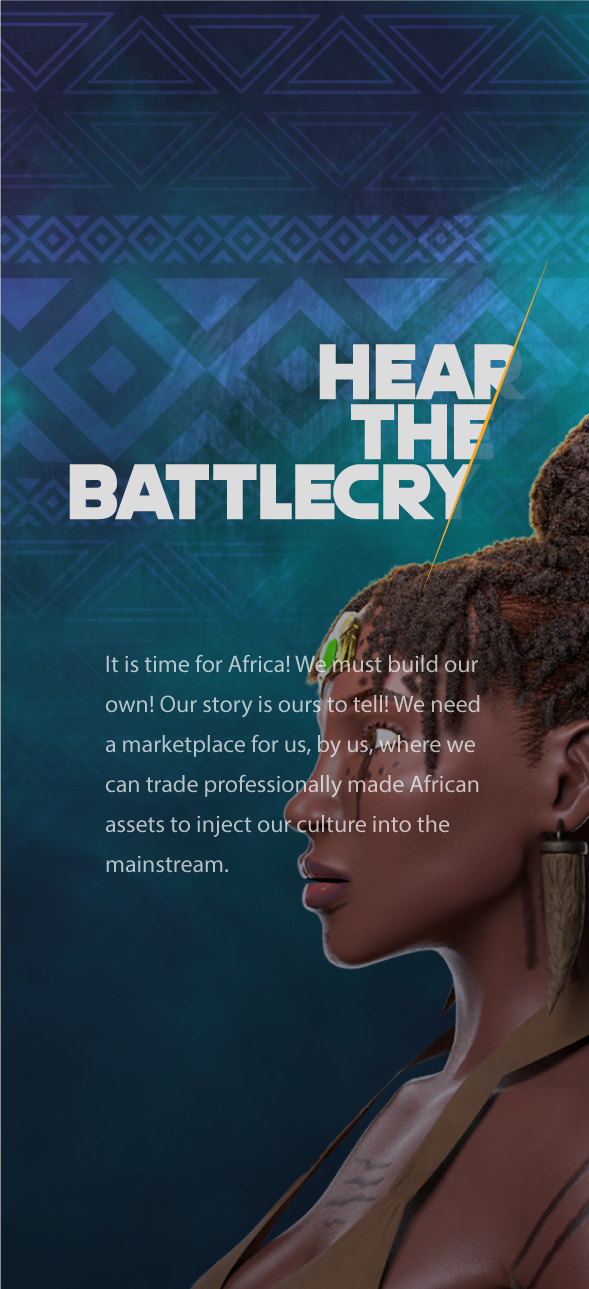 HEAR
THE
BATTLECRY
It is time for Africa! We must build our
own! Our story is ours to tell! We need
a marketplace for us, by us, where we
can trade professionally made African
assets to inject our culture into the
mainstream.